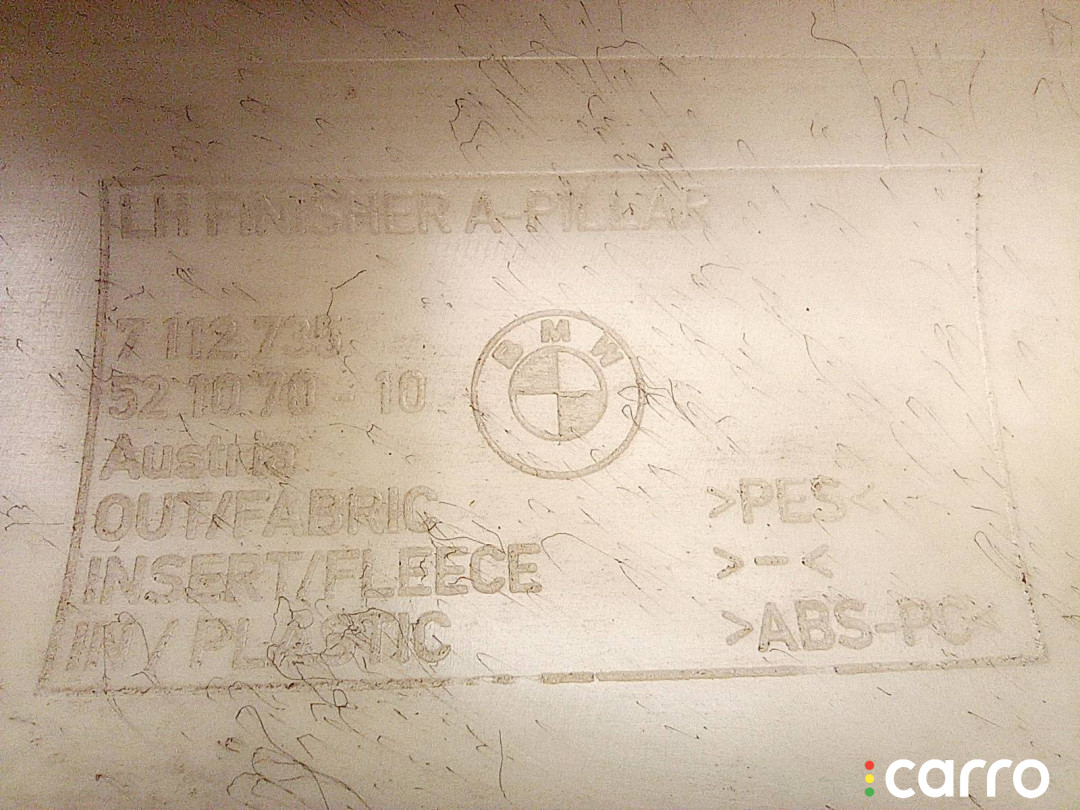 LH FINISHER A-PILLAR
7 112 735
52 10 70 - 10
BMW
Austria
OUT/FABRIC >PES<
INSERT/FLEECE >-<
IN/ PLASTIC >ABS-PC<
carro